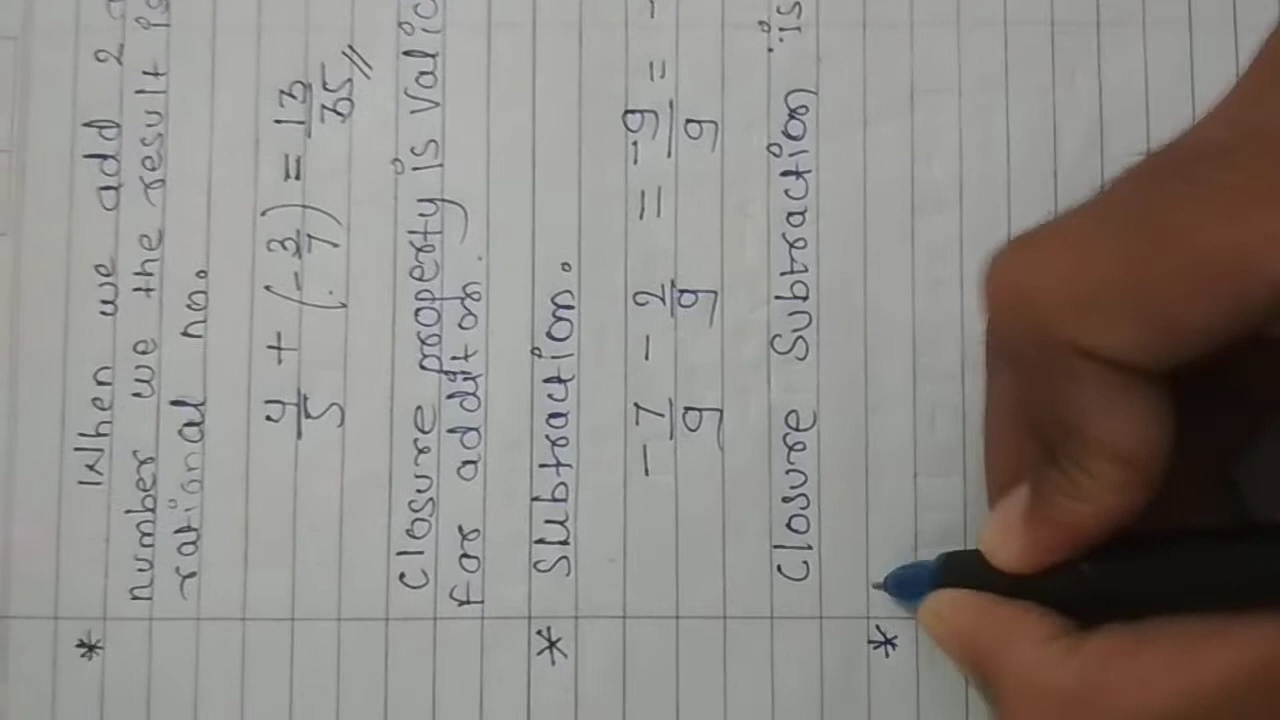 * When we add 2
number we the result is
rational no.
4/5 + (-3/7) = 13/35 //
Closure property is valid
for additon.
* Subtraction.
-7/9 - 2/9 = -9/9 = -
Closure Subtraction is
*